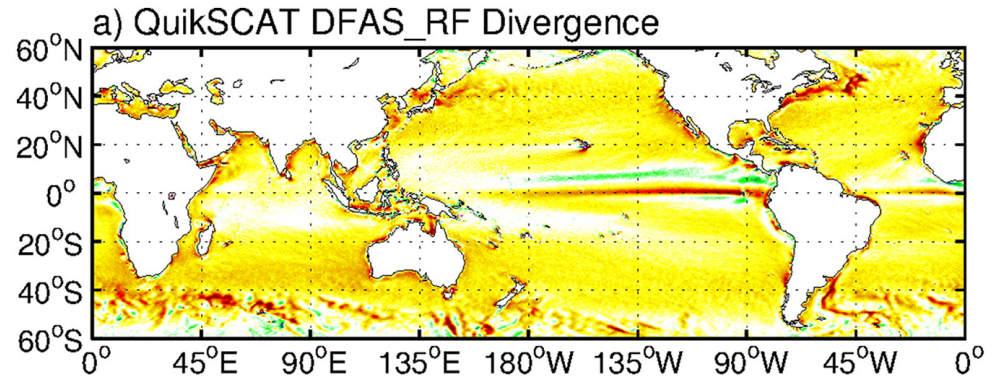 a) QuikSCAT DFAS_RF Divergence
60°N
40°N
20°N
0°
20°S
40°S
60°S
0° 45°E 90°E 135°E 180°W 135°W 90°W 45°W 0°